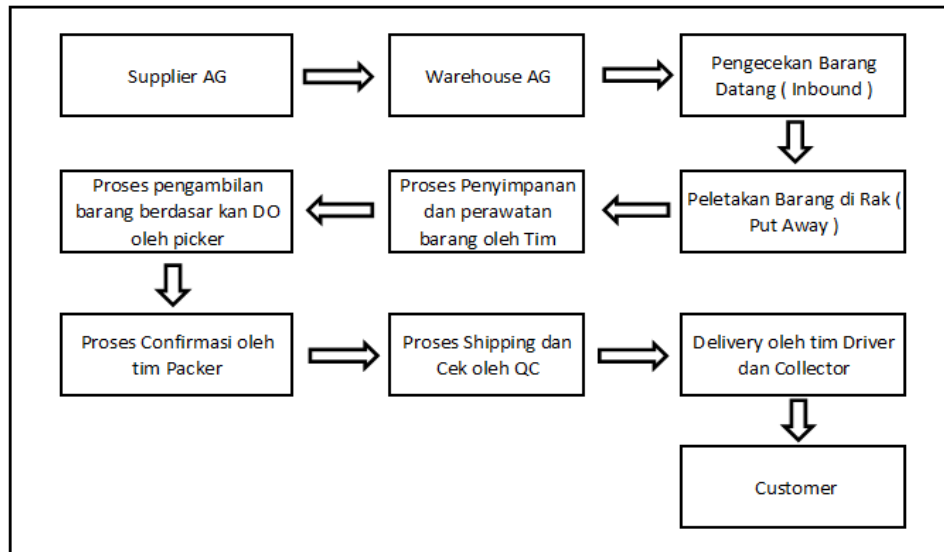 Supplier AG
Warehouse AG
Pengecekan Barang
Datang ( Inbound )
Peletakan Barang di Rak (
Put Away )
Proses Penyimpanan
dan perawatan
barang oleh Tim
Proses pengambilan
barang berdasar kan DO
oleh picker
Proses Confirmasi oleh
tim Packer
Proses Shipping dan
Cek oleh QC
Delivery oleh tim Driver
dan Collector
Customer